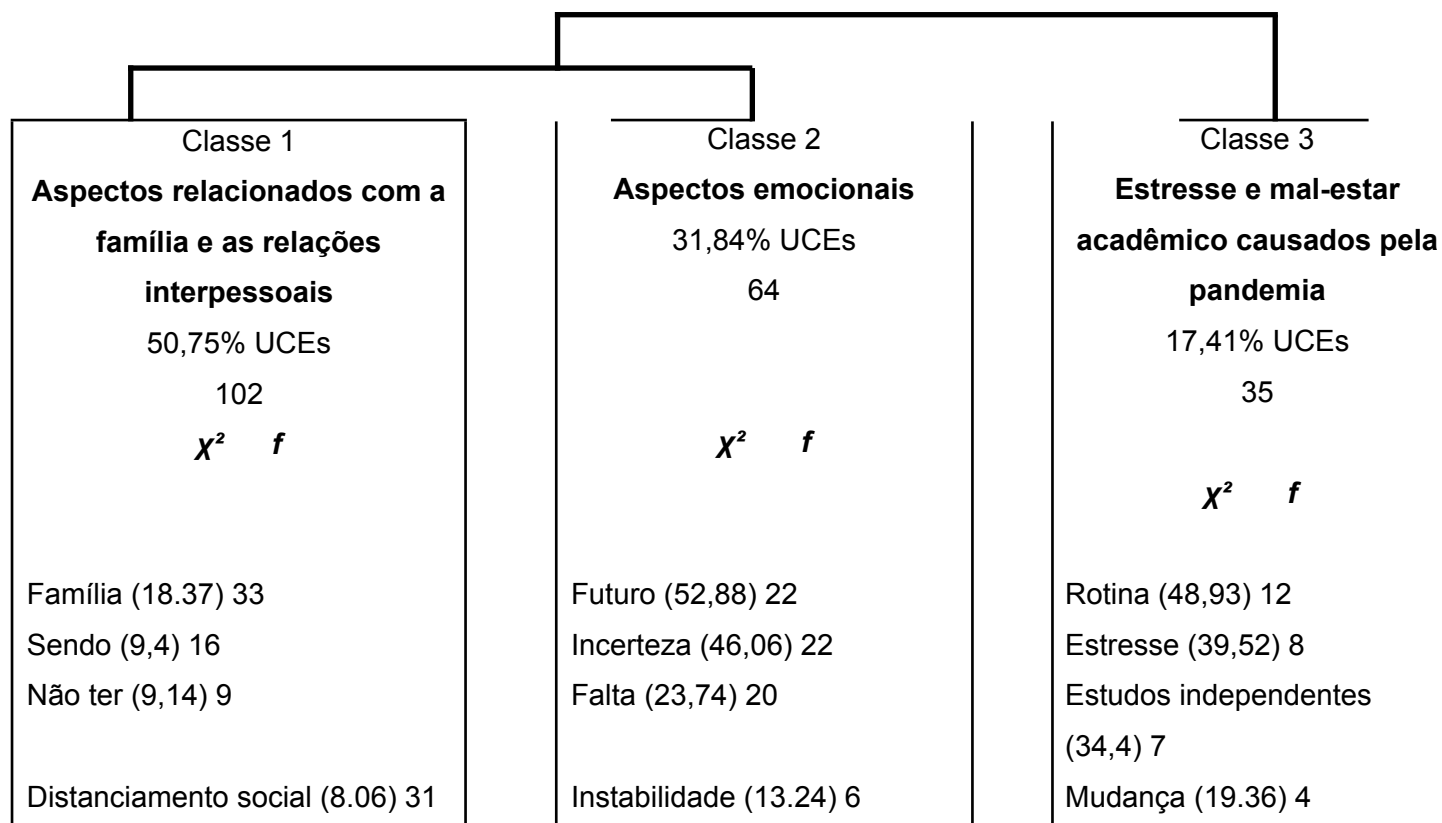 Classe 1
Aspectos relacionados com a
família e as relações
interpessoais
50,75% UCEs
102
χ² f
Família (18.37) 33
Sendo (9,4) 16
Não ter (9,14) 9
Distanciamento social (8.06) 31
Classe 2
Aspectos emocionais
31,84% UCEs
64
χ² f
Futuro (52,88) 22
Incerteza (46,06) 22
Falta (23,74) 20
Instabilidade (13.24) 6
Classe 3
Estresse e mal-estar
acadêmico causados pela
pandemia
17,41% UCEs
35
χ² f
Rotina (48,93) 12
Estresse (39,52) 8
Estudos independentes
(34,4) 7
Mudança (19.36) 4